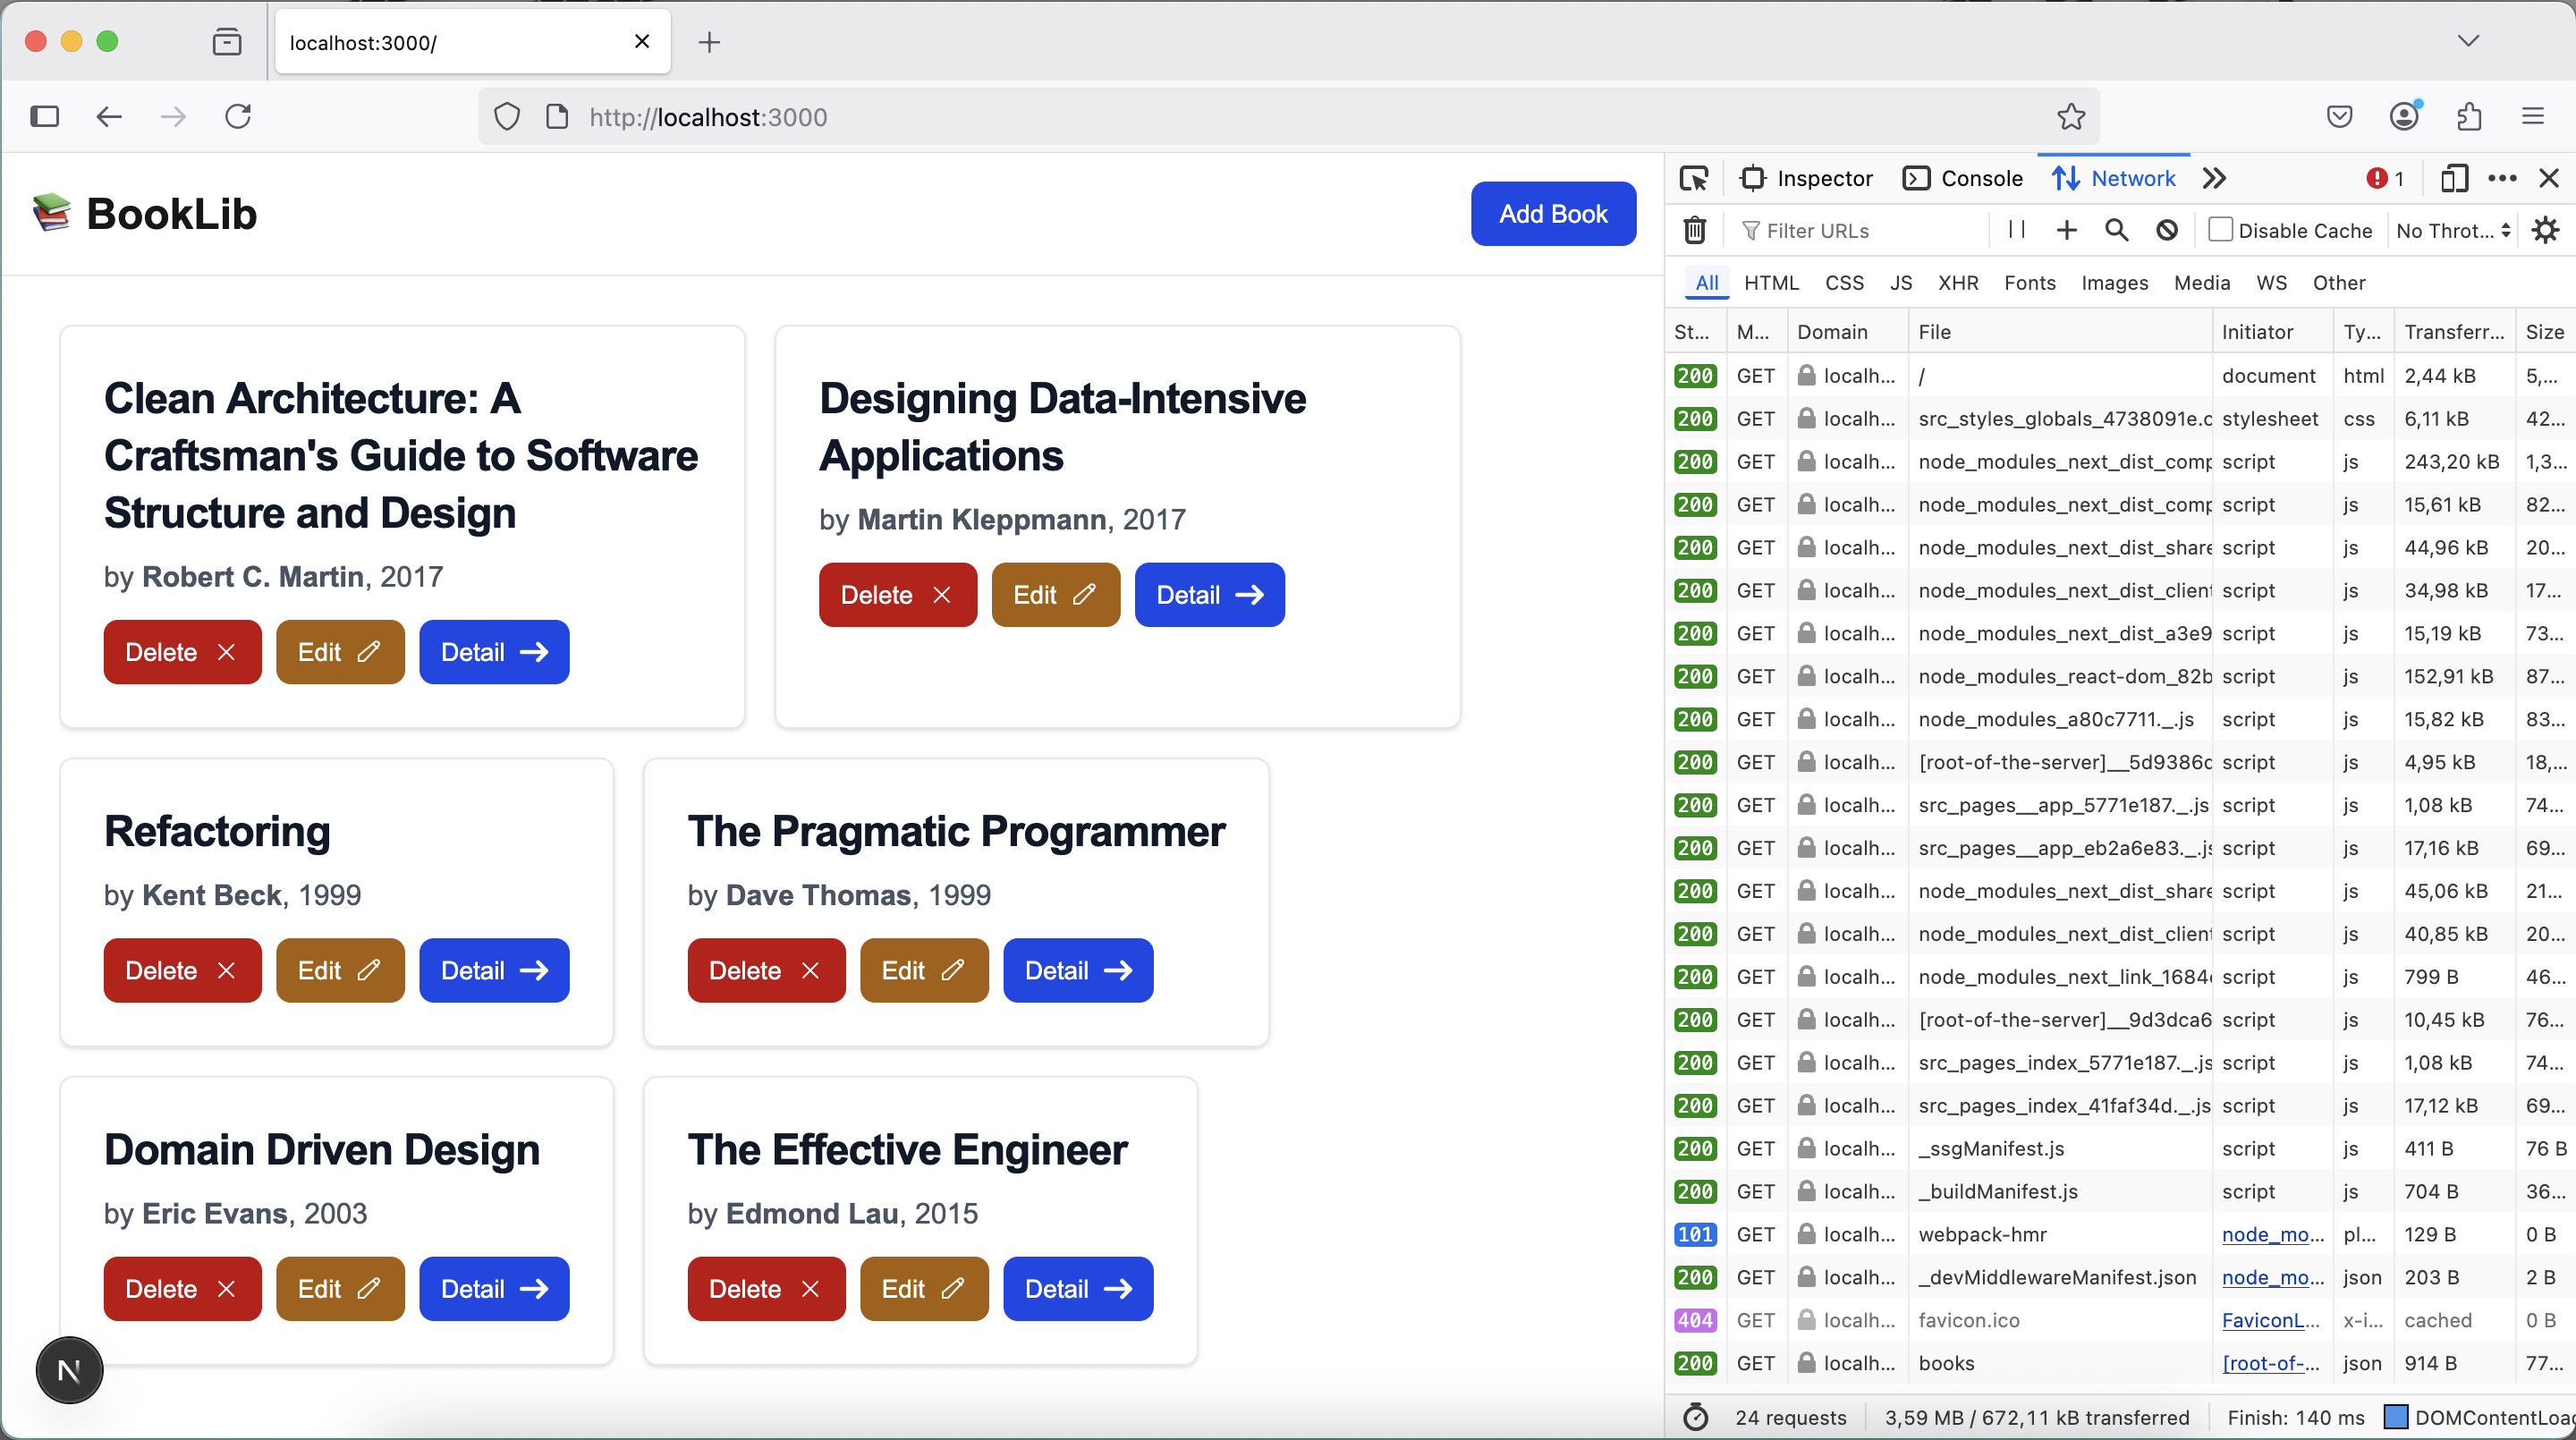 localhost:3000/
http://localhost:3000
BookLib
Add Book
Clean Architecture: A
Craftsman's Guide to Software
Structure and Design
by Robert C. Martin, 2017
Delete Edit Detail
Designing Data-Intensive
Applications
by Martin Kleppmann, 2017
Delete Edit Detail
Refactoring
by Kent Beck, 1999
Delete Edit Detail
The Pragmatic Programmer
by Dave Thomas, 1999
Delete Edit Detail
Domain Driven Design
by Eric Evans, 2003
Delete Edit Detail
The Effective Engineer
by Edmond Lau, 2015
Delete Edit Detail
N
Inspector Console Network 1
Filter URLs Disable Cache No Throt...
All HTML CSS JS XHR Fonts Images Media WS Other
St... M... Domain File Initiator Ty... Transferr... Size
200 GET localh... / document html 2,44 kB 5,...
200 GET localh... src_styles_globals_4738091e.c stylesheet css 6,11 kB 42...
200 GET localh... node_modules_next_dist_comp script js 243,20 kB 1,3...
200 GET localh... node_modules_next_dist_comp script js 15,61 kB 82...
200 GET localh... node_modules_next_dist_share script js 44,96 kB 20...
200 GET localh... node_modules_next_dist_client script js 34,98 kB 17...
200 GET localh... node_modules_next_dist_a3e9 script js 15,19 kB 73...
200 GET localh... node_modules_react-dom_82b script js 152,91 kB 87...
200 GET localh... node_modules_a80c7711._.js script js 15,82 kB 83...
200 GET localh... [root-of-the-server]__5d9386c script js 4,95 kB 18,...
200 GET localh... src_pages__app_5771e187._.js script js 1,08 kB 74...
200 GET localh... src_pages__app_eb2a6e83._.js script js 17,16 kB 69...
200 GET localh... node_modules_next_dist_share script js 45,06 kB 21...
200 GET localh... node_modules_next_dist_client script js 40,85 kB 20...
200 GET localh... node_modules_next_link_1684 script js 799 B 46...
200 GET localh... [root-of-the-server]__9d3dca6 script js 10,45 kB 76...
200 GET localh... src_pages_index_5771e187._.js script js 1,08 kB 74...
200 GET localh... src_pages_index_41faf34d._.js script js 17,12 kB 69...
200 GET localh... _ssgManifest.js script js 411 B 76 B
200 GET localh... _buildManifest.js script js 704 B 36...
101 GET localh... webpack-hmr node_mo... pl... 129 B 0 B
200 GET localh... _devMiddlewareManifest.json node_mo... json 203 B 2 B
404 GET localh... favicon.ico FaviconL... x-i... cached 0 B
200 GET localh... books [root-of-... json 914 B 77...
24 requests 3,59 MB / 672,11 kB transferred Finish: 140 ms DOMContentLoa